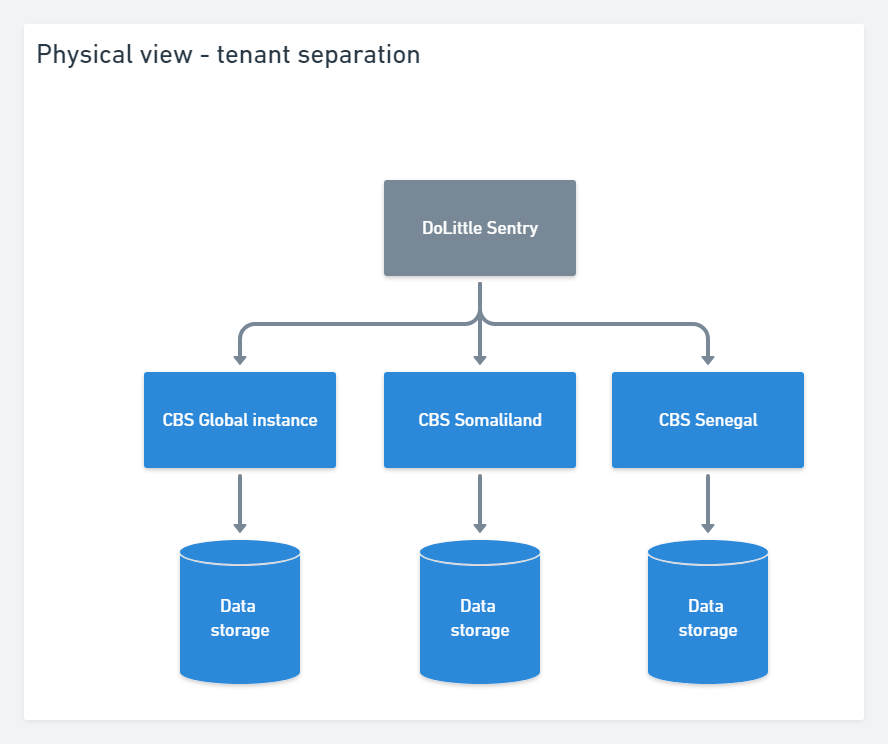 Physical view - tenant separation
DoLittle Sentry
CBS Global instance
CBS Somaliland
CBS Senegal
Data
storage
Data
storage
Data
storage